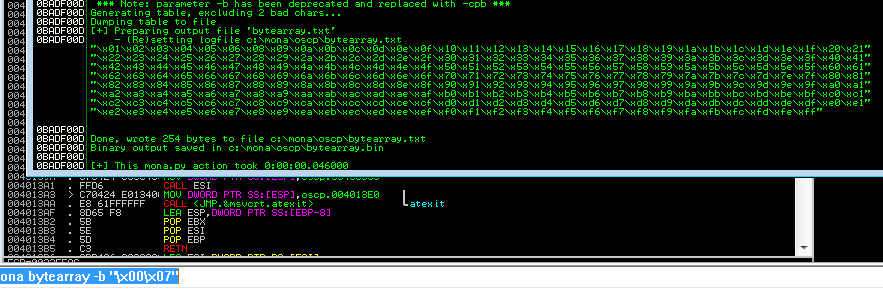 *** Note: parameter -b has been deprecated and replaced with -cpb ***
0BADF00D Generating table, excluding 2 bad chars...
0BADF00D Dumping table to file
0BADF00D [+] Preparing output file 'bytearray.txt'
0BADF00D - (Re)setting logfile c:\mona\oscp\bytearray.txt
"\x01\x02\x03\x04\x05\x06\x08\x09\x0a\x0b\x0c\x0d\x0e\x0f\x10\x11\x12\x13\x14\x15\x16\x17\x18\x19\x1a\x1b\x1c\x1d\x1e\x1f\x20\x21"
"\x22\x23\x24\x25\x26\x27\x28\x29\x2a\x2b\x2c\x2d\x2e\x2f\x30\x31\x32\x33\x34\x35\x36\x37\x38\x39\x3a\x3b\x3c\x3d\x3e\x3f\x40\x41"
"\x42\x43\x44\x45\x46\x47\x48\x49\x4a\x4b\x4c\x4d\x4e\x4f\x50\x51\x52\x53\x54\x55\x56\x57\x58\x59\x5a\x5b\x5c\x5d\x5e\x5f\x60\x61"
"\x62\x63\x64\x65\x66\x67\x68\x69\x6a\x6b\x6c\x6d\x6e\x6f\x70\x71\x72\x73\x74\x75\x76\x77\x78\x79\x7a\x7b\x7c\x7d\x7e\x7f\x80\x81"
"\x82\x83\x84\x85\x86\x87\x88\x89\x8a\x8b\x8c\x8d\x8e\x8f\x90\x91\x92\x93\x94\x95\x96\x97\x98\x99\x9a\x9b\x9c\x9d\x9e\x9f\xa0\xa1"
"\xa2\xa3\xa4\xa5\xa6\xa7\xa8\xa9\xaa\xab\xac\xad\xae\xaf\xb0\xb1\xb2\xb3\xb4\xb5\xb6\xb7\xb8\xb9\xba\xbb\xbc\xbd\xbe\xbf\xc0\xc1"
"\xc2\xc3\xc4\xc5\xc6\xc7\xc8\xc9\xca\xcb\xcc\xcd\xce\xcf\xd0\xd1\xd2\xd3\xd4\xd5\xd6\xd7\xd8\xd9\xda\xdb\xdc\xdd\xde\xdf\xe0\xe1"
"\xe2\xe3\xe4\xe5\xe6\xe7\xe8\xe9\xea\xeb\xec\xed\xee\xef\xf0\xf1\xf2\xf3\xf4\xf5\xf6\xf7\xf8\xf9\xfa\xfb\xfc\xfd\xfe\xff"
0BADF00D
0BADF00D Done, wrote 254 bytes to file c:\mona\oscp\bytearray.txt
0BADF00D Binary output saved in c:\mona\oscp\bytearray.bin
0BADF00D
0BADF00D [+] This mona.py action took 0:00:00.046000
004013A1 . FFD6 CALL ESI
004013A3 > C70424 E01340 MOV DWORD PTR SS:[ESP],oscp.004013E0
004013AA . E8 61FFFFFF CALL <JMP.&msvcrt.atexit> atexit
004013AF . 8D65 F8 LEA ESP,DWORD PTR SS:[EBP-8]
004013B2 . 5B POP EBX
004013B3 . 5E POP ESI
004013B4 . 5D POP EBP
004013B5 . C3 RETN
ona bytearray -b "\x00\x07"